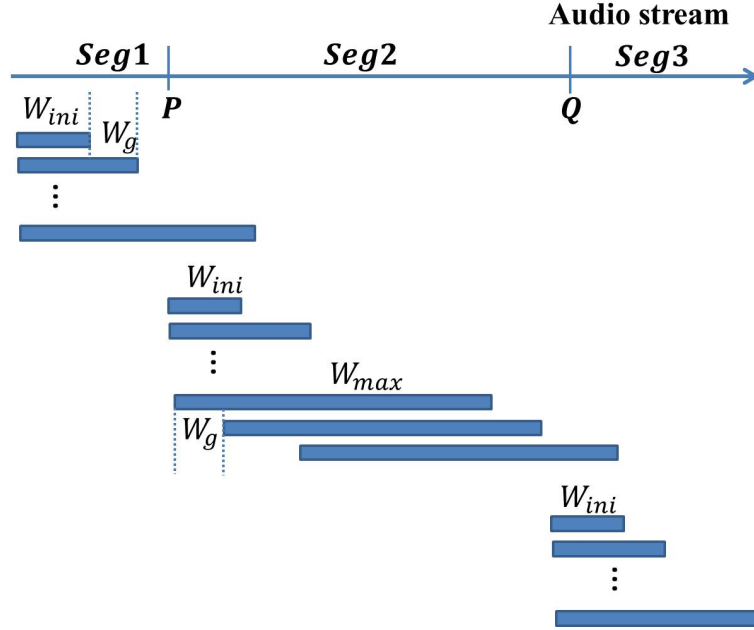 Audio stream
Seg1 Seg2 Seg3
P Q
W_ini W_g
W_ini
W_max
W_g
W_ini